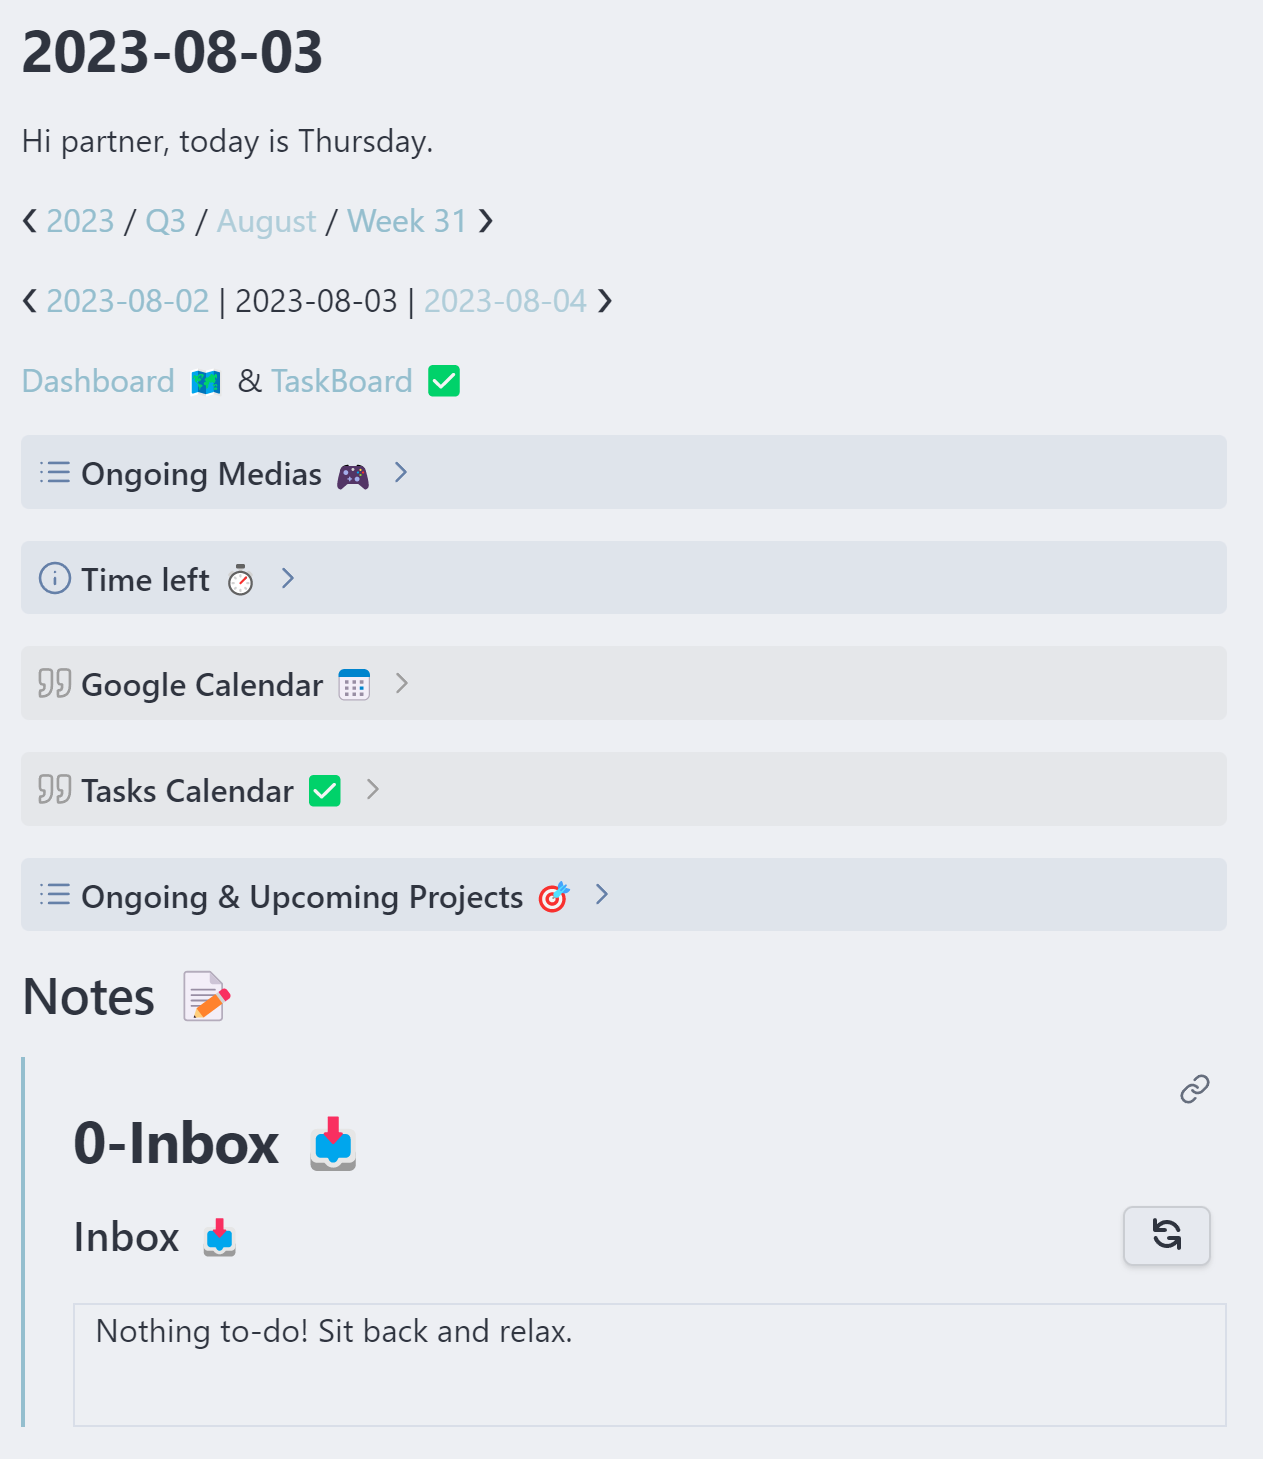 2023-08-03
Hi partner, today is Thursday.
❮ 2023 / Q3 / August / Week 31 ❯
❮ 2023-08-02 | 2023-08-03 | 2023-08-04 ❯
Dashboard 🗺️ & TaskBoard ✅
Ongoing Medias 🎮
Time left ⏱️
Google Calendar 📅
Tasks Calendar ✅
Ongoing & Upcoming Projects 🎯
Notes 📝
0-Inbox 📥
Inbox 📥
Nothing to-do! Sit back and relax.